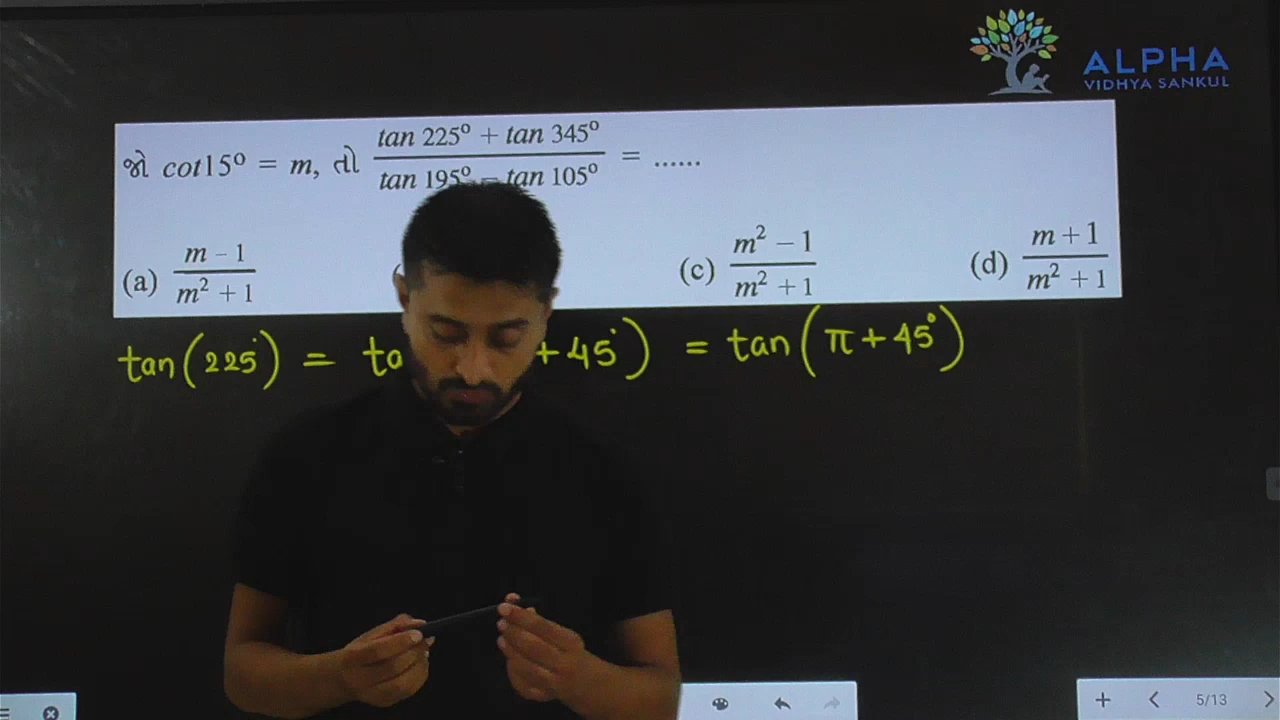 ALPHA
VIDHYA SANKUL
જો cot15° = m, તો (tan 225° + tan 345°) / (tan 195° – tan 105°) = ......
(a) (m – 1) / (m² + 1) (c) (m² – 1) / (m² + 1) (d) (m + 1) / (m² + 1)
tan(225°) = + 45°) = tan(π + 45°)
5/13